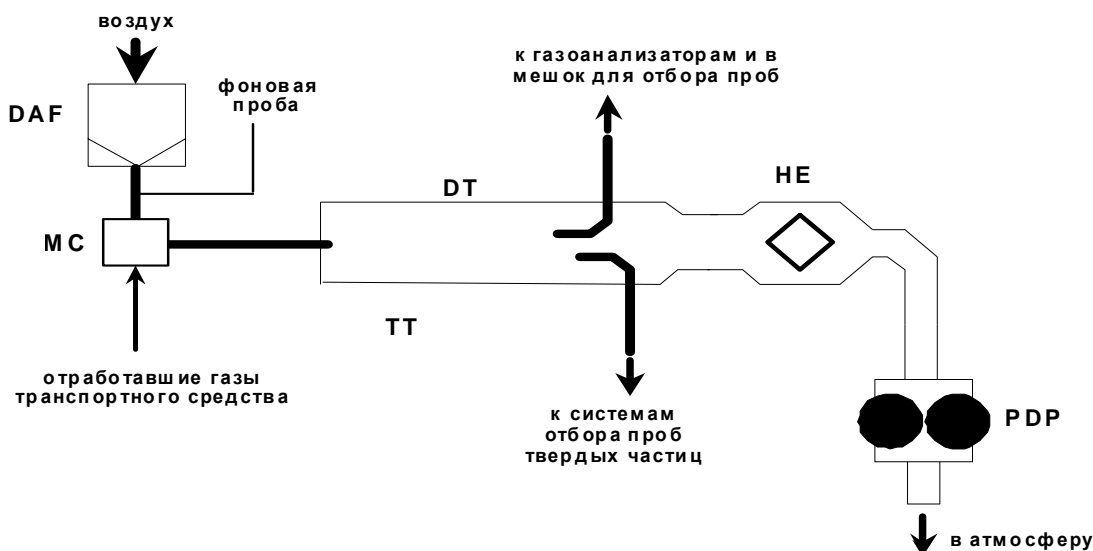 воздух
к газоанализаторам и в
мешок для отбора проб
фоновая
проба
DAF
HE
DT
MC
TT
отработавшие газы
транспортного средства
к системам
отбора проб
твердых частиц
PDP
в атмосферу